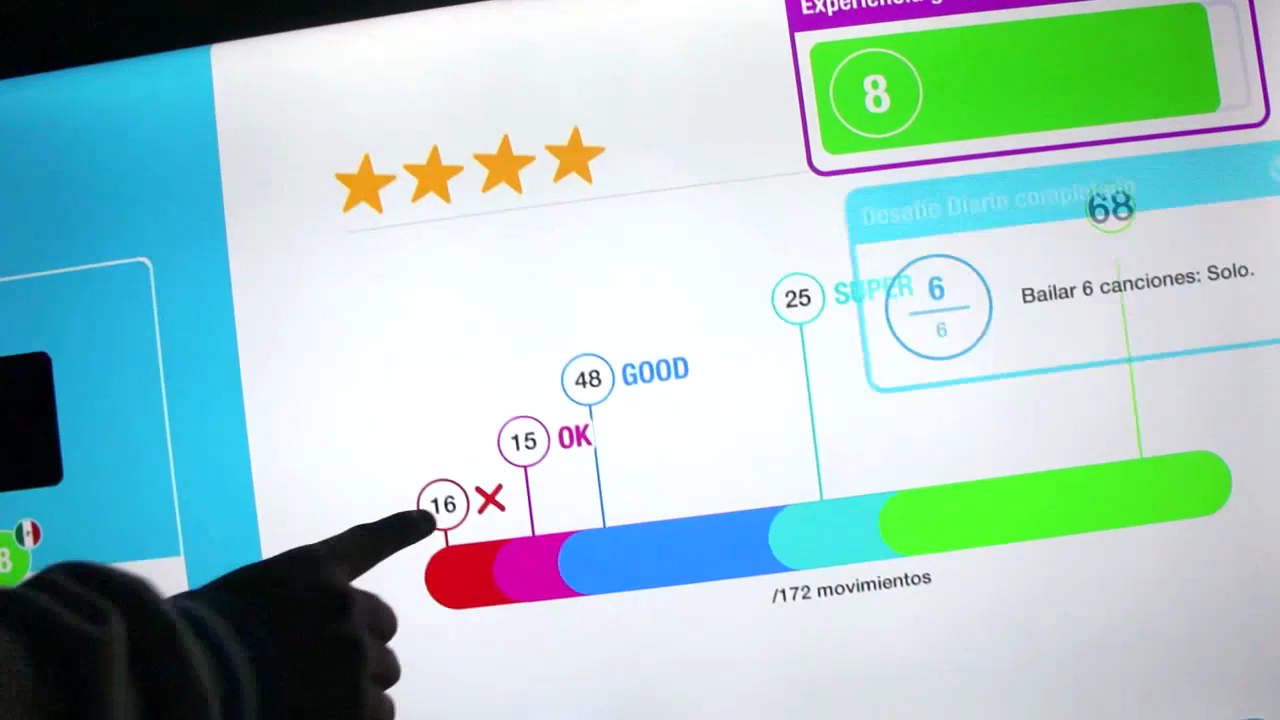 Experiencia
8
Desafío Diario completado
68
6
6
Bailar 6 canciones: Solo.
25 SUPER
48 GOOD
15 OK
16 X
/172 movimientos
8